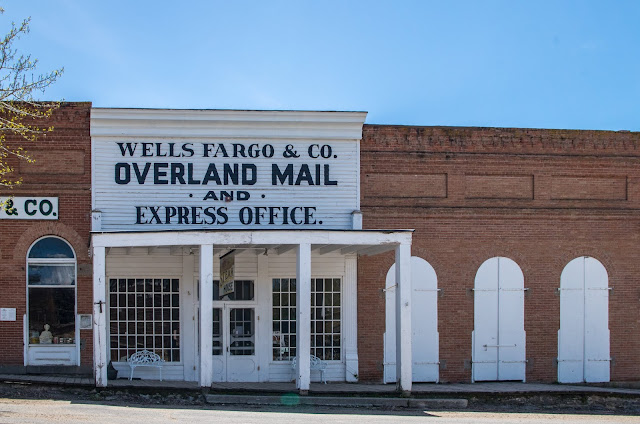 WELLS FARGO & CO.
OVERLAND MAIL
· AND ·
EXPRESS OFFICE.
& CO.